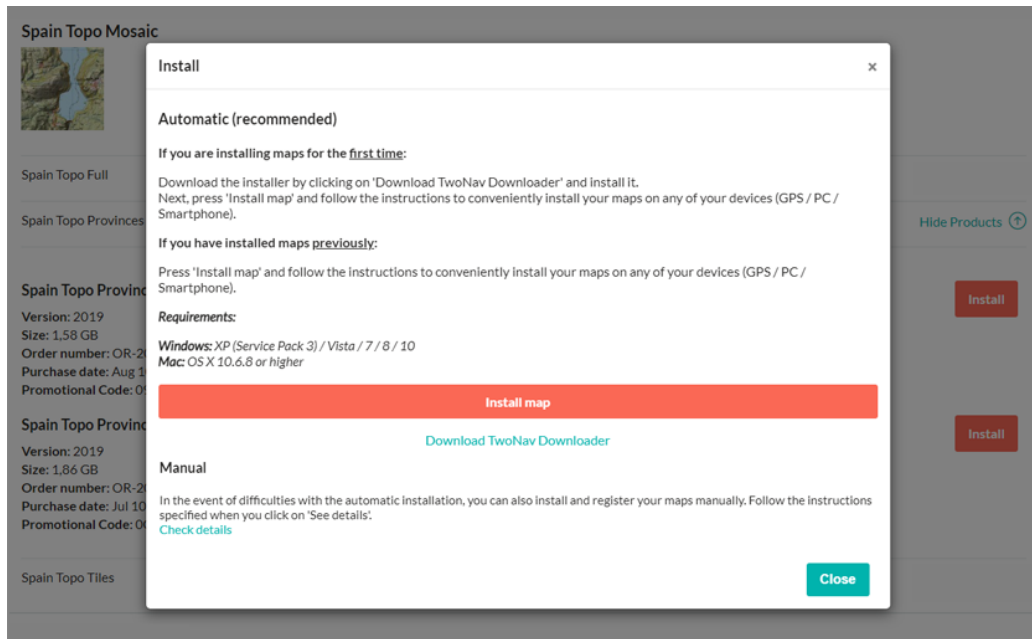 Spain Topo Mosaic
Install
×
Automatic (recommended)
If you are installing maps for the first time:
Download the installer by clicking on 'Download TwoNav Downloader' and install it.
Next, press 'Install map' and follow the instructions to conveniently install your maps on any of your devices (GPS / PC /
Smartphone).
If you have installed maps previously:
Press 'Install map' and follow the instructions to conveniently install your maps on any of your devices (GPS / PC /
Smartphone).
Requirements:
Windows: XP (Service Pack 3) / Vista / 7 / 8 / 10
Mac: OS X 10.6.8 or higher
Install map
Download TwoNav Downloader
Manual
In the event of difficulties with the automatic installation, you can also install and register your maps manually. Follow the instructions
specified when you click on 'See details'.
Check details
Close
Spain Topo Full
Spain Topo Provinces
Hide Products
Spain Topo
Install
Version: 2019
Size: 1,58 GB
Order number:
Purchase date: Aug
Promotional Code:
Spain Topo
Install
Version: 2019
Size: 1,86 GB
Order number:
Purchase date: Jul 10
Promotional Code:
Spain Topo Tiles